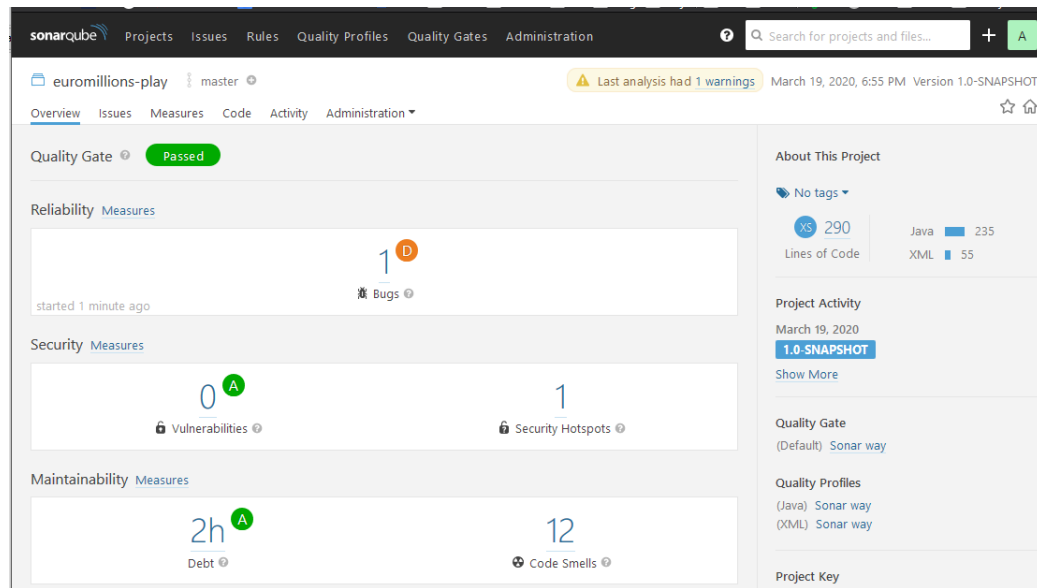 sonarqube Projects Issues Rules Quality Profiles Quality Gates Administration ? Search for projects and files... + A
euromillions-play master Last analysis had 1 warnings March 19, 2020, 6:55 PM Version 1.0-SNAPSHOT
Overview Issues Measures Code Activity Administration
Quality Gate ? Passed
Reliability Measures
1 D
Bugs ?
started 1 minute ago
Security Measures
0 A
Vulnerabilities ?
1
Security Hotspots ?
Maintainability Measures
2h A
Debt ?
12
Code Smells ?
About This Project
No tags
XS 290
Lines of Code
Java 235
XML 55
Project Activity
March 19, 2020
1.0-SNAPSHOT
Show More
Quality Gate
(Default) Sonar way
Quality Profiles
(Java) Sonar way
(XML) Sonar way
Project Key